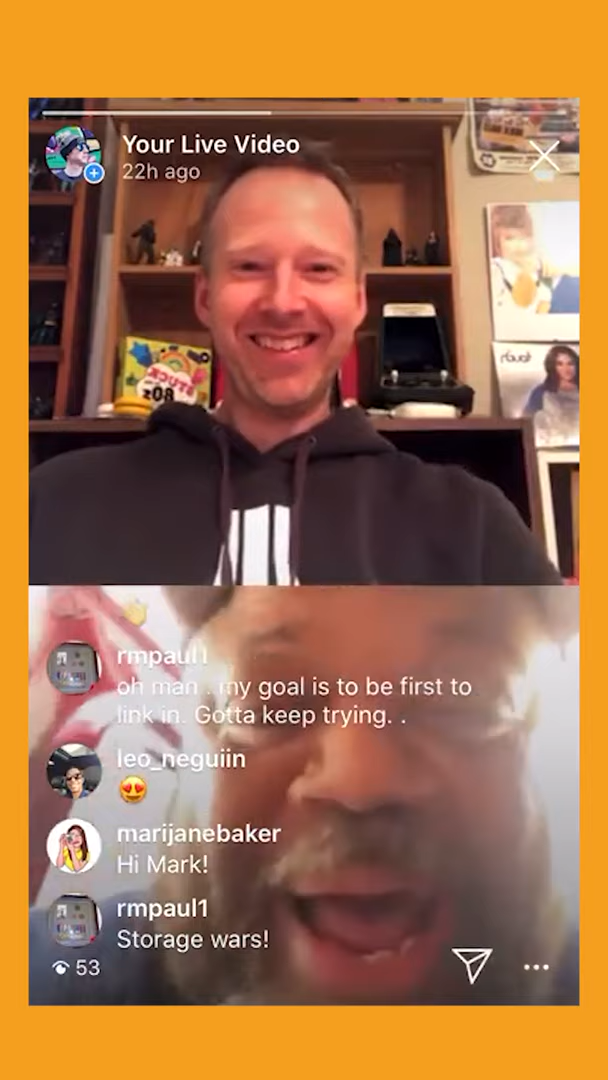 Your Live Video
22h ago
rmpaul1
oh man . . my goal is to be first to
link in. Gotta keep trying. .
leo_neguiin
😍
marijanebaker
Hi Mark!
rmpaul1
Storage wars!
53